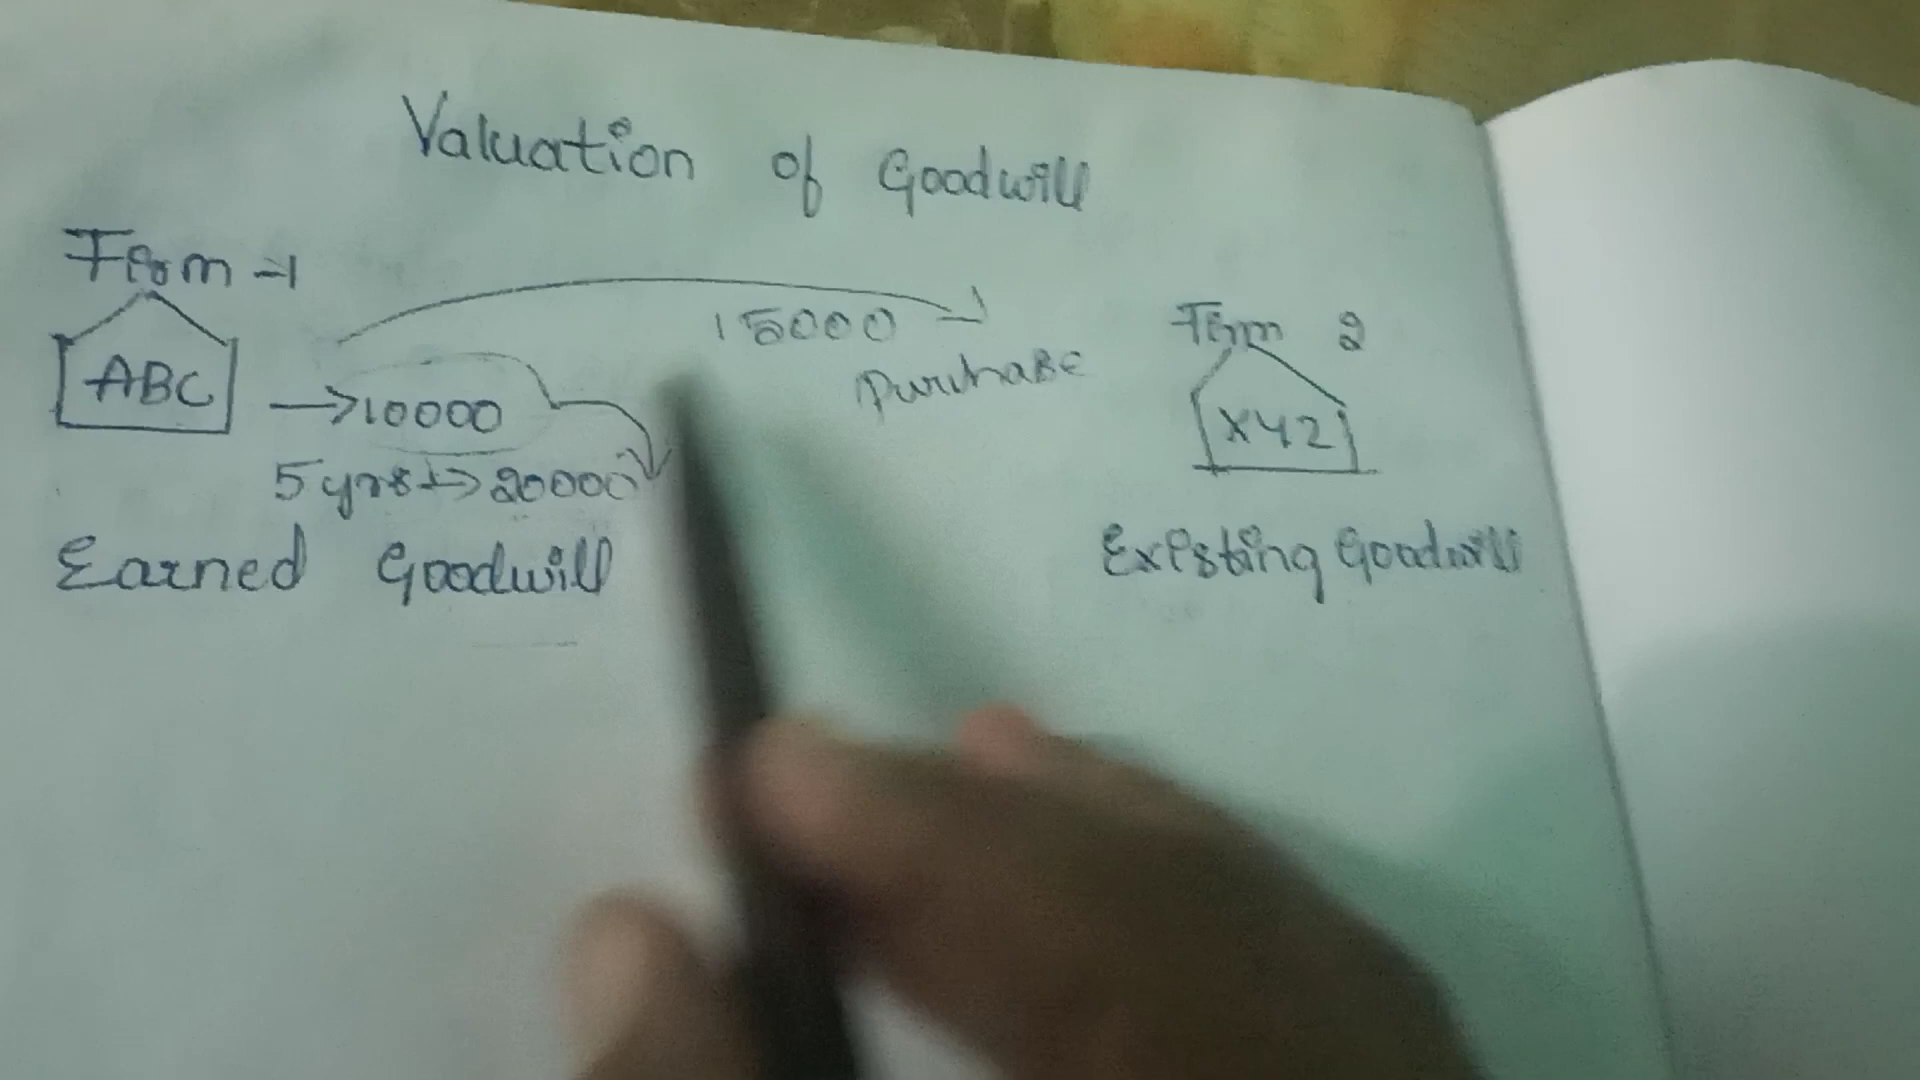 Valuation of Goodwill
Firm -1
15000
Purchase
Firm 2
ABC
→10000
XYZ
5 yrs → 20000
Earned Goodwill
Existing Goodwill